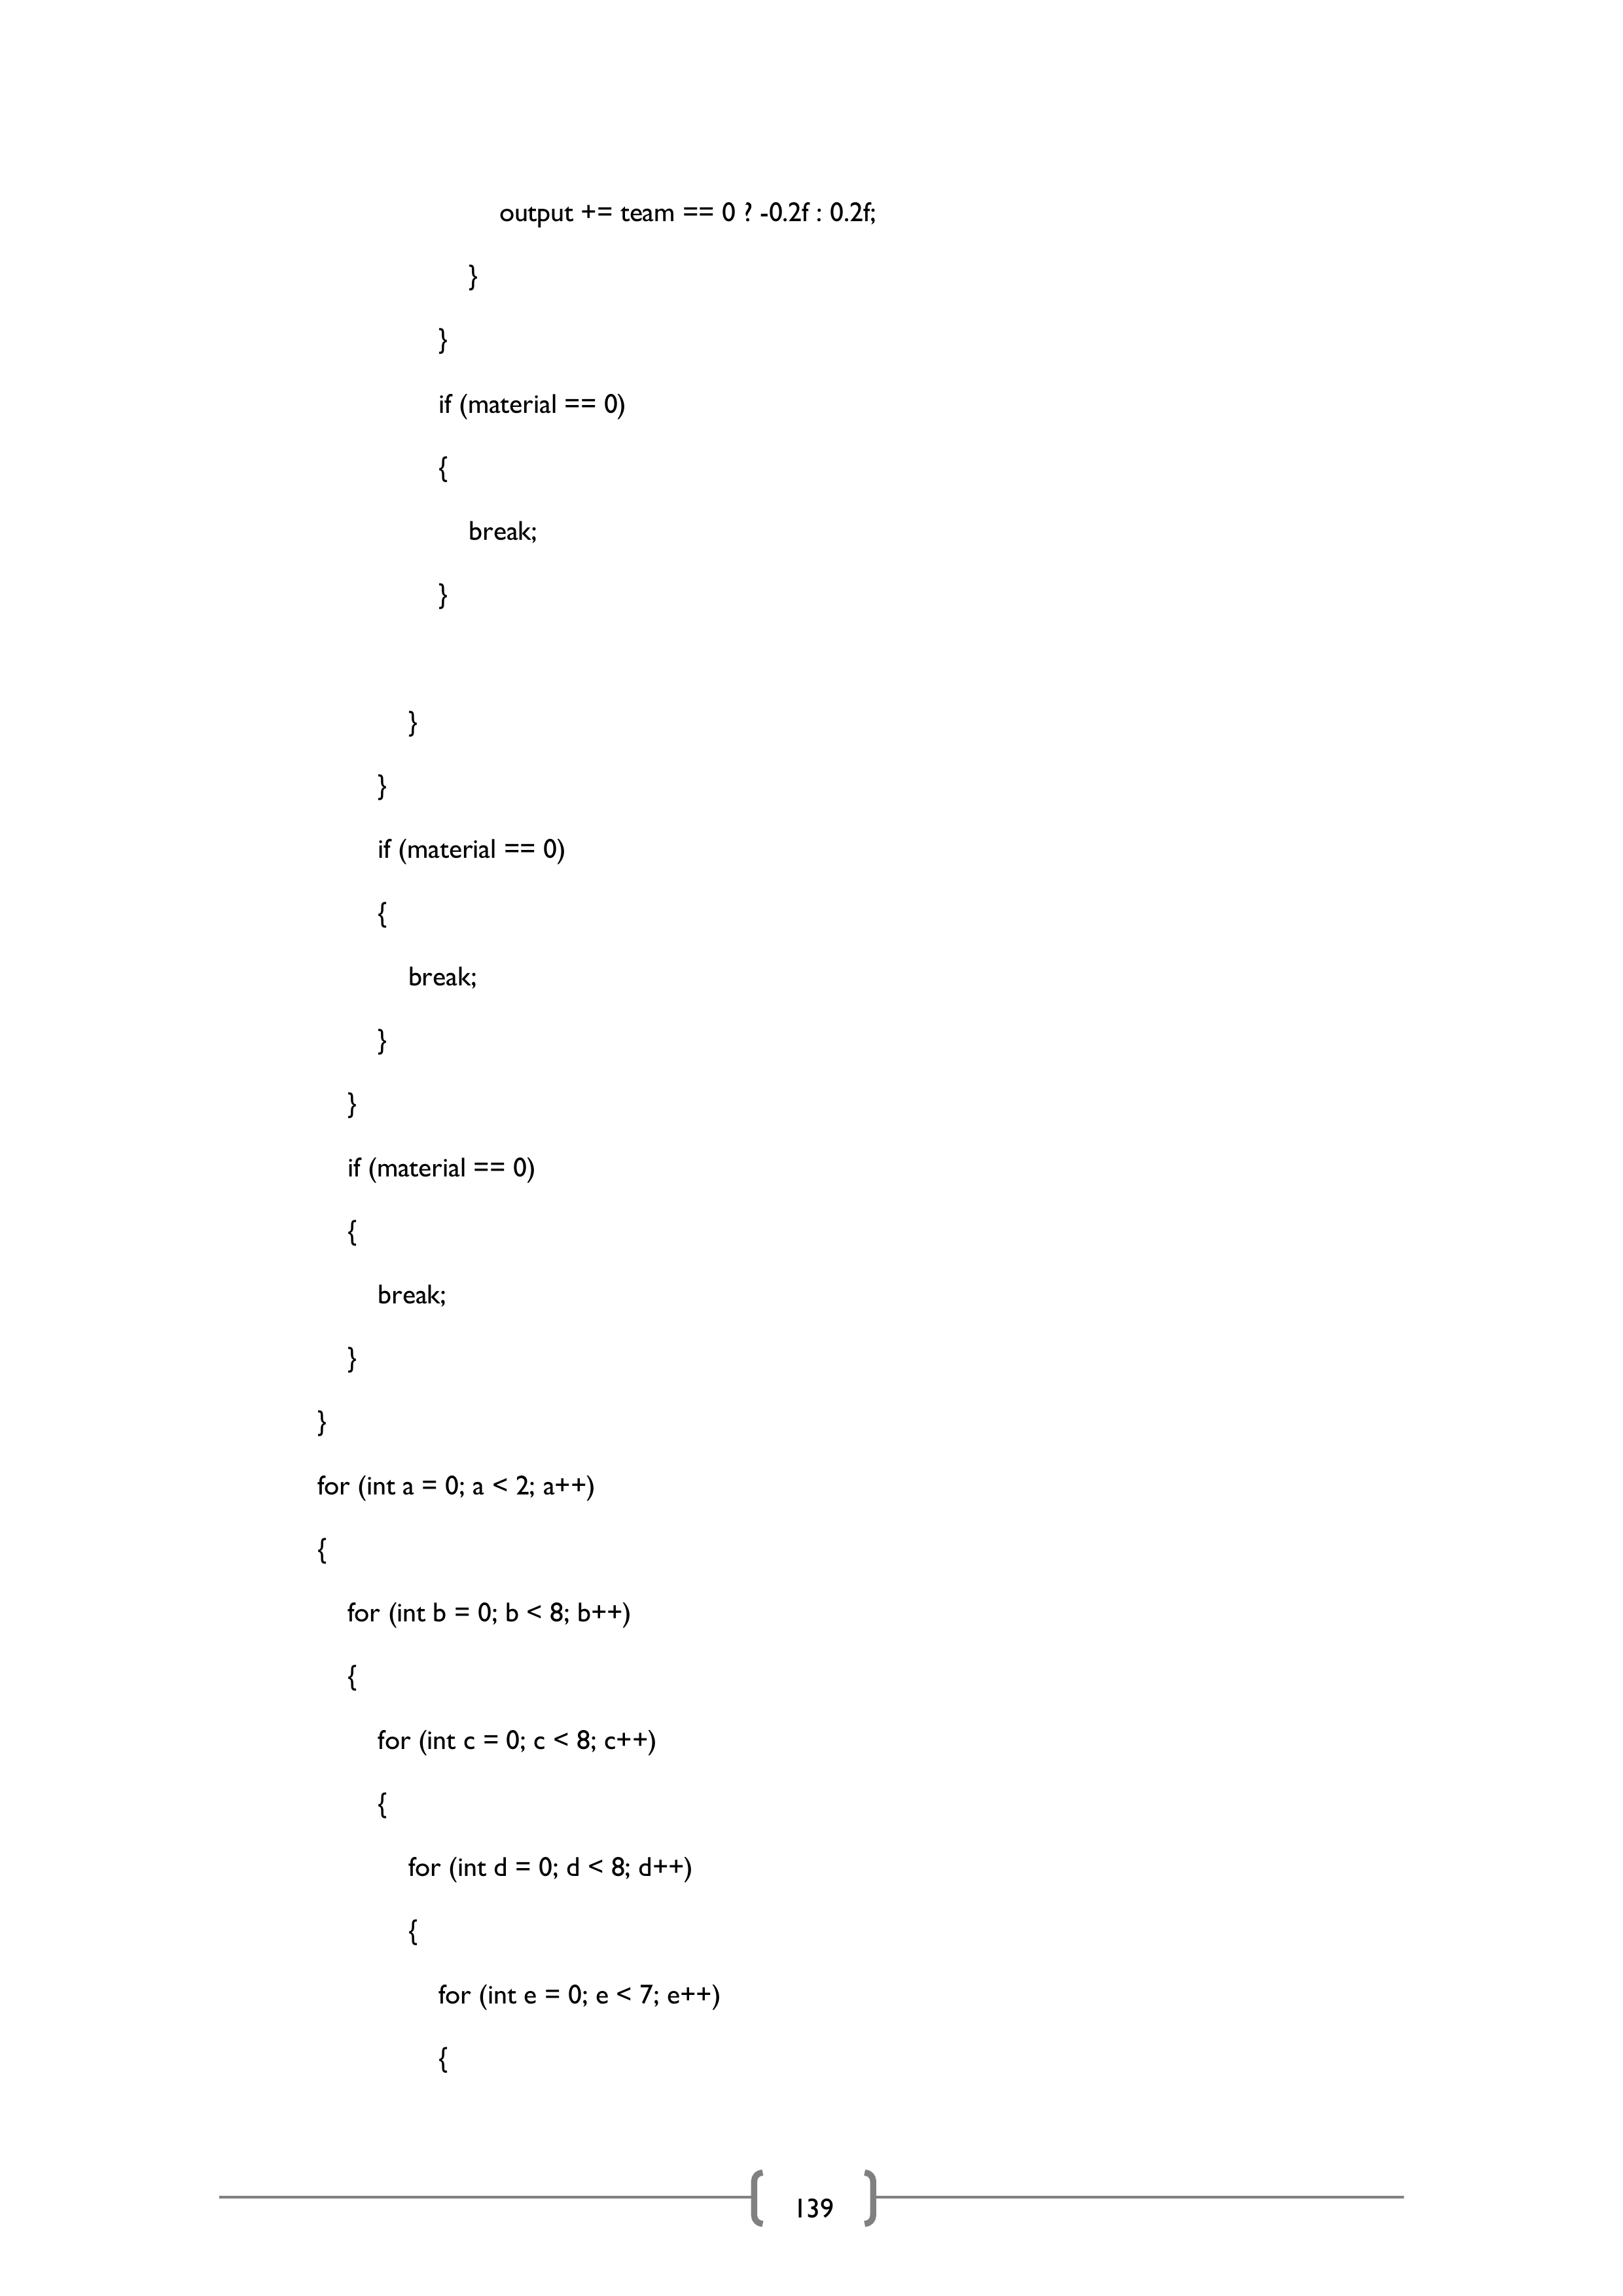 output += team == 0 ? -0.2f : 0.2f;
}
}
if (material == 0)
{
break;
}
}
}
if (material == 0)
{
break;
}
}
if (material == 0)
{
break;
}
}
for (int a = 0; a < 2; a++)
{
for (int b = 0; b < 8; b++)
{
for (int c = 0; c < 8; c++)
{
for (int d = 0; d < 8; d++)
{
for (int e = 0; e < 7; e++)
{
139